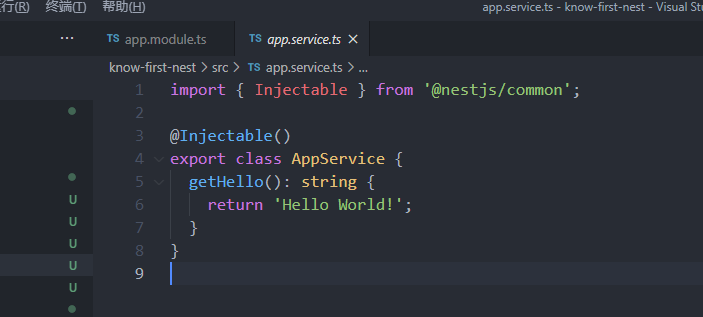 行(R) 终端(T) 帮助(H) app.service.ts - know-first-nest - Visual Stu
··· TS app.module.ts TS app.service.ts ×
know-first-nest > src > TS app.service.ts > ...
1 import { Injectable } from '@nestjs/common';
2
3 @Injectable()
4 export class AppService {
5 getHello(): string {
6 return 'Hello World!';
7 }
8 }
9
U
U
U
U
U